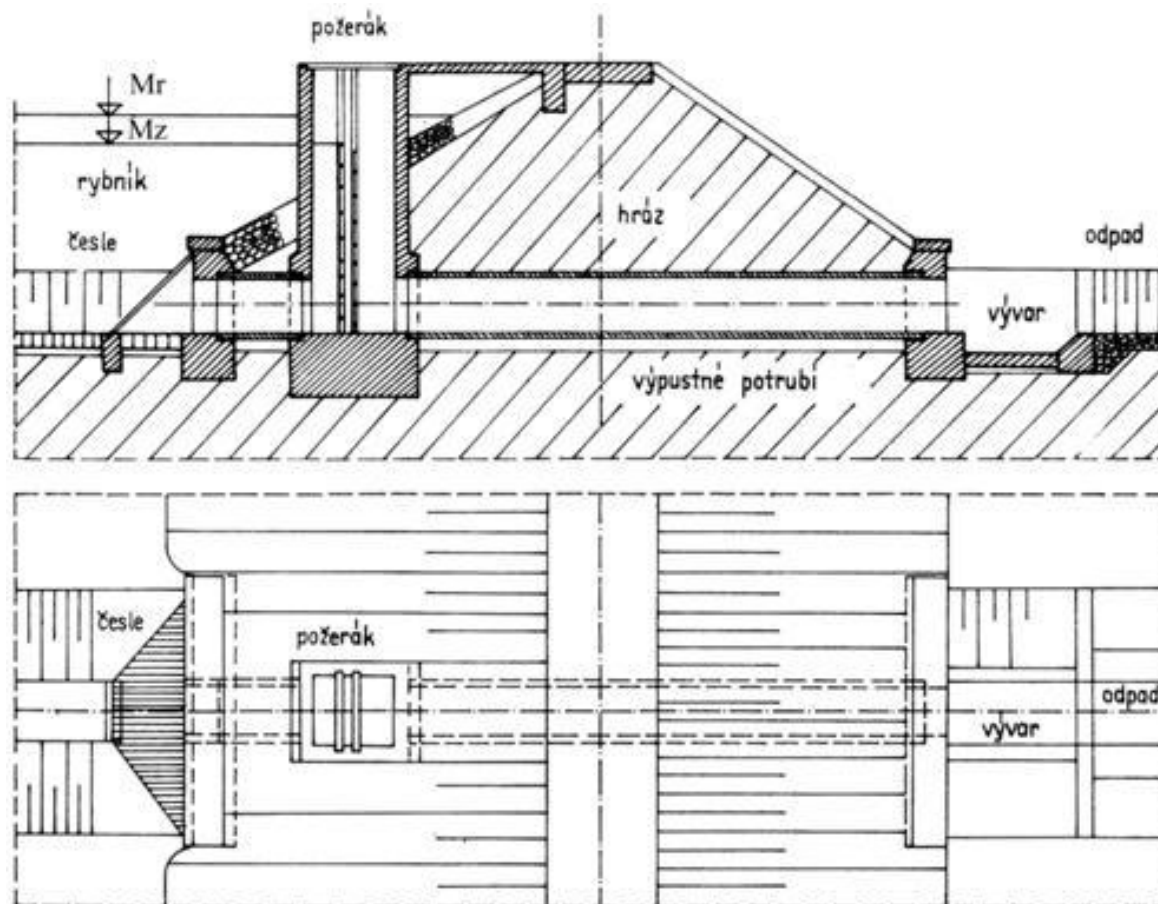 požerák
Mr
Mz
rybník
česle
hráz
odpad
vývar
výpustné potrubí
česle
požerák
odpad
vývar